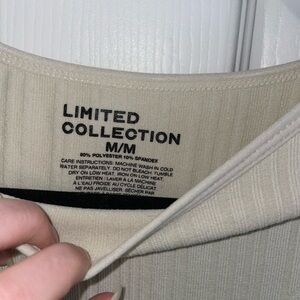 LIMITED
COLLECTION
M/M
90% POLYESTER 10% SPANDEX
CARE INSTRUCTIONS: MACHINE WASH IN COLD
WATER SEPARATELY. DO NOT BLEACH. TUMBLE
DRY ON LOW HEAT, IRON ON LOW HEAT.
ENTRETIEN : LAVER A LA MACHINE
A L'EAU FROIDE AU CYCLE DELICAT.
NE PAS JAVELLISER. SÉCHER PAR